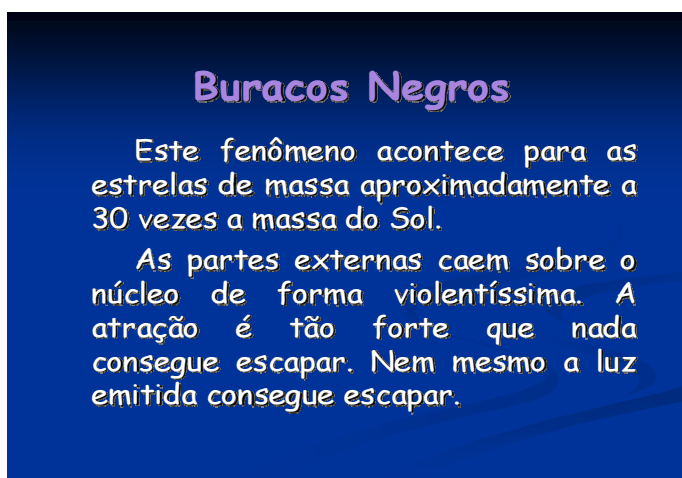 Buracos Negros
Este fenômeno acontece para as
estrelas de massa aproximadamente a
30 vezes a massa do Sol.
As partes externas caem sobre o
núcleo de forma violentíssima. A
atração é tão forte que nada
consegue escapar. Nem mesmo a luz
emitida consegue escapar.